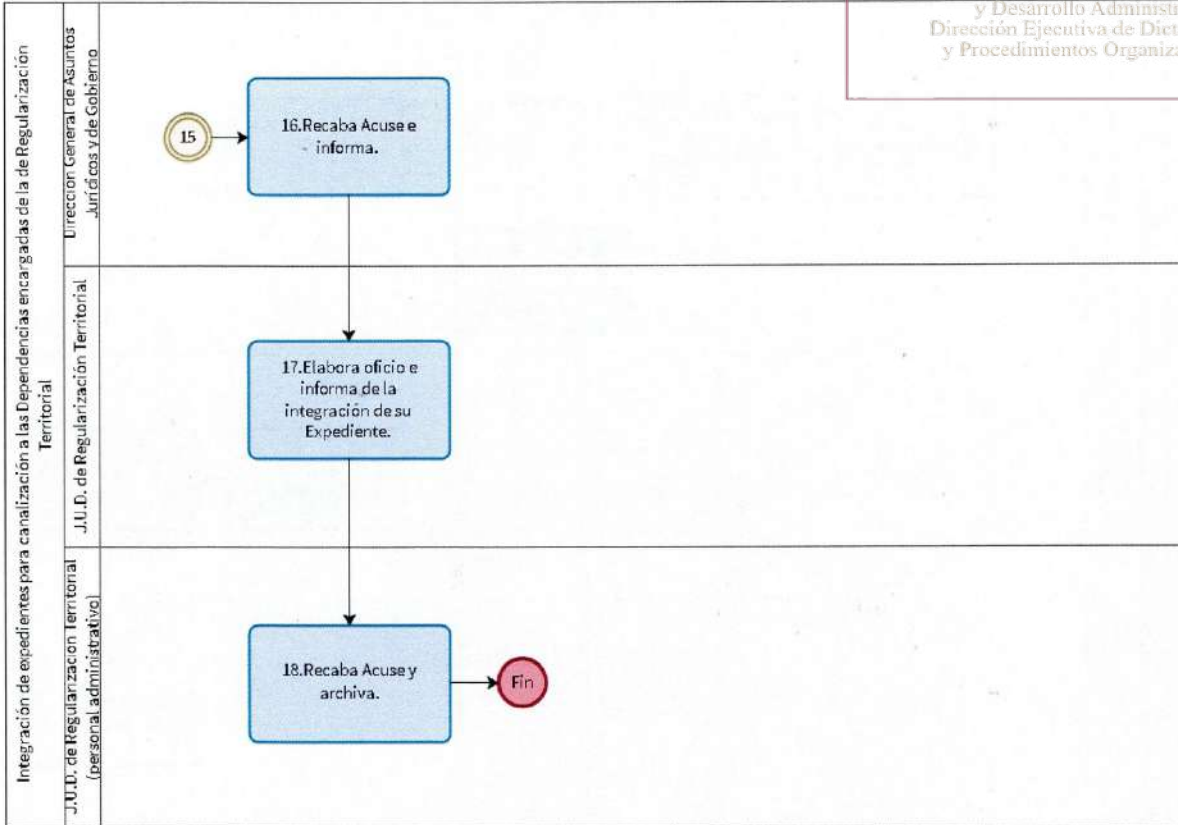 y Desarrollo Administ
Dirección Ejecutiva de Dict
y Procedimientos Organiz
Integración de expedientes para canalización a las Dependencias encargadas de la de Regularización
Territorial
Direccion General de Asuntos
Jurídicos y de Gobierno
15
16.Recaba Acuse e
informa.
J.U.D. de Regularización Territorial
17.Elabora oficio e
informa de la
integración de su
Expediente.
J.U.D. de Regularizacion Territorial
(personal administrativo)
18.Recaba Acuse y
archiva.
Fin